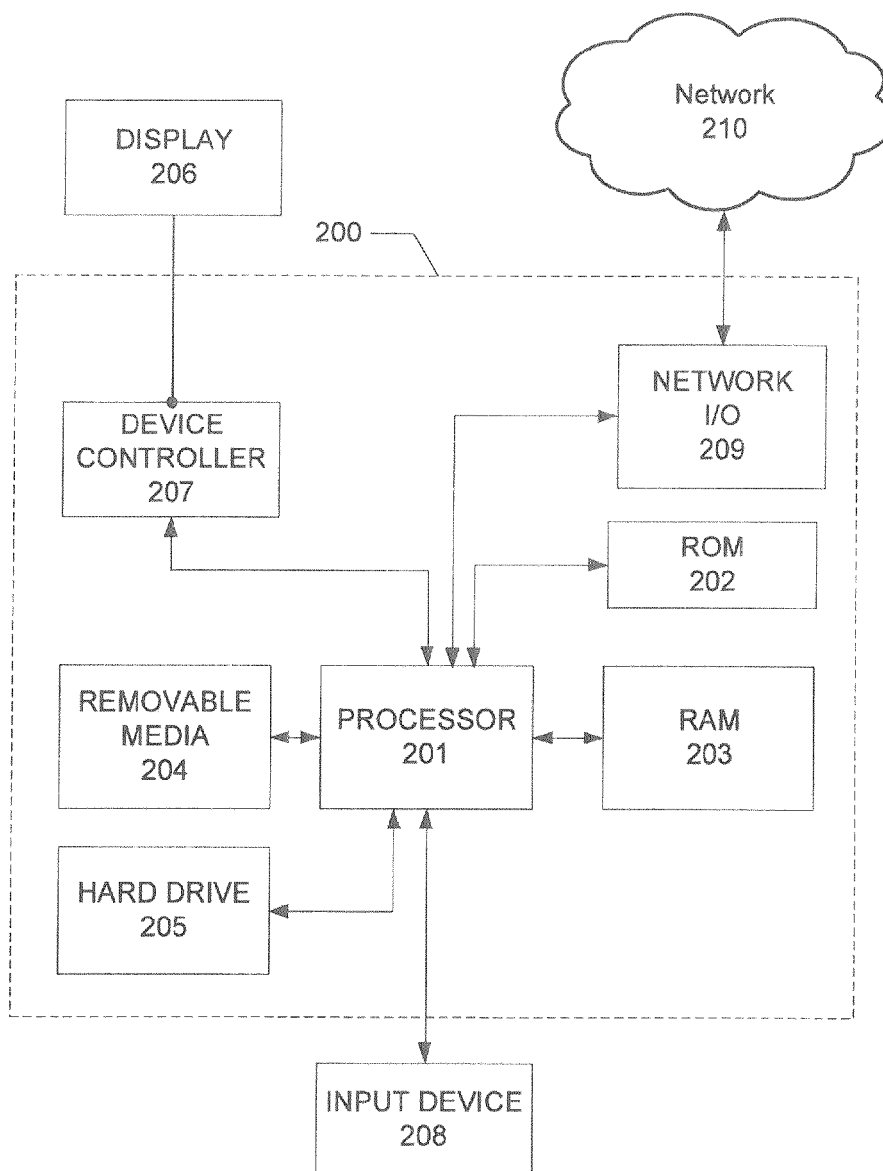 Network
210
DISPLAY
206
200
NETWORK
I/O
209
DEVICE
CONTROLLER
207
ROM
202
REMOVABLE
MEDIA
204
PROCESSOR
201
RAM
203
HARD DRIVE
205
INPUT DEVICE
208